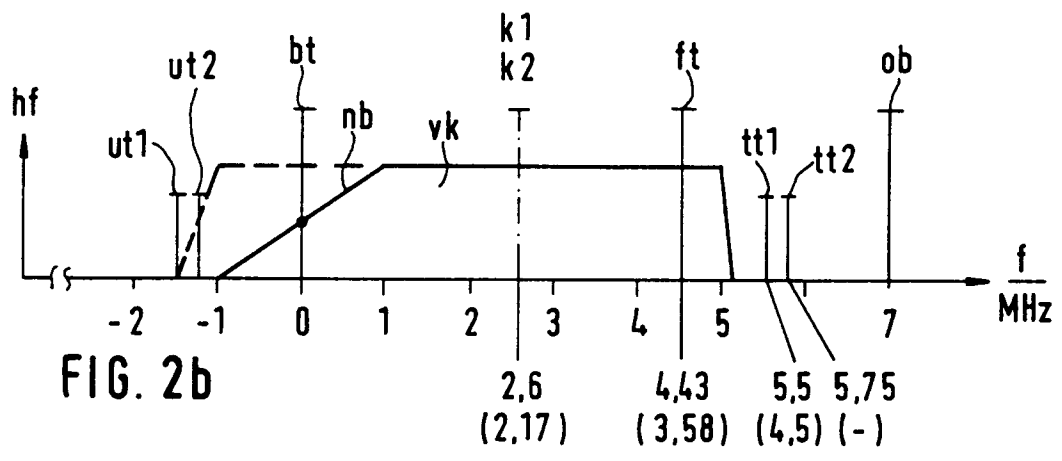 k1
k2
bt
ut2
ft
ob
hf
nb
vk
ut1
tt1
tt2
f
MHz
-2 -1 0 1 2 3 4 5 7
FIG. 2b
2,6 4,43 5,5 5,75
(2,17) (3,58) (4,5) (-)